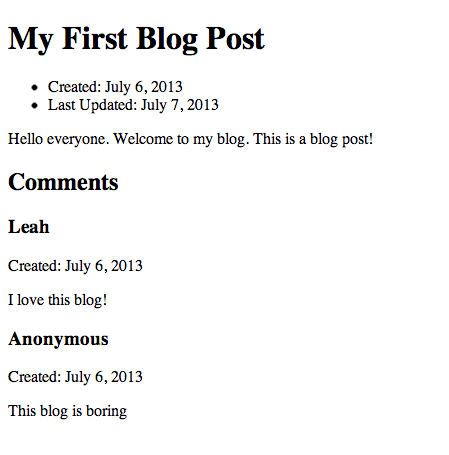 My First Blog Post
Created: July 6, 2013
Last Updated: July 7, 2013
Hello everyone. Welcome to my blog. This is a blog post!
Comments
Leah
Created: July 6, 2013
I love this blog!
Anonymous
Created: July 6, 2013
This blog is boring